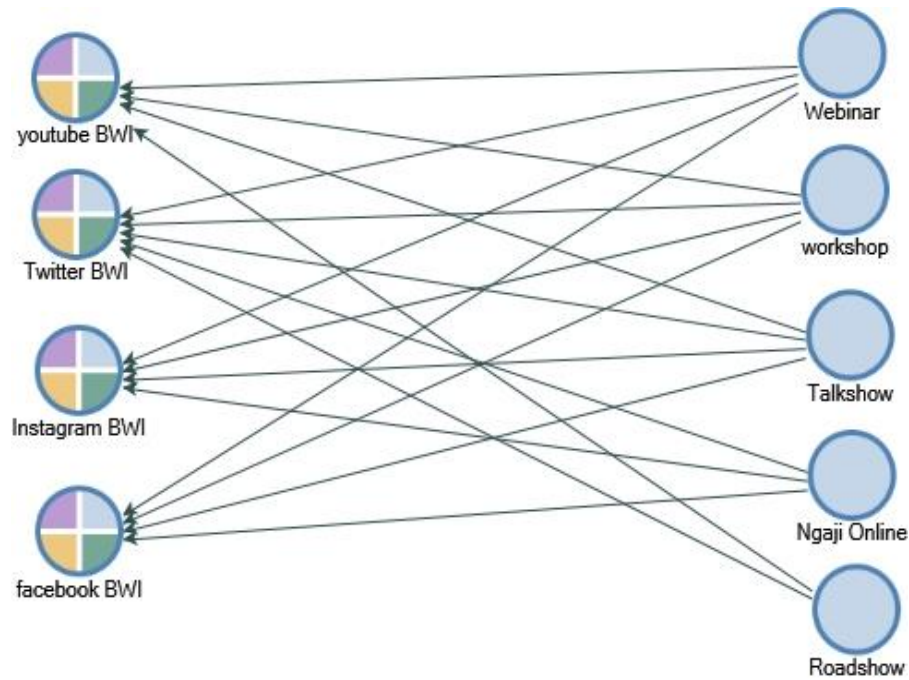 youtube BWI
Twitter BWI
Instagram BWI
facebook BWI
Webinar
workshop
Talkshow
Ngaji Online
Roadshow